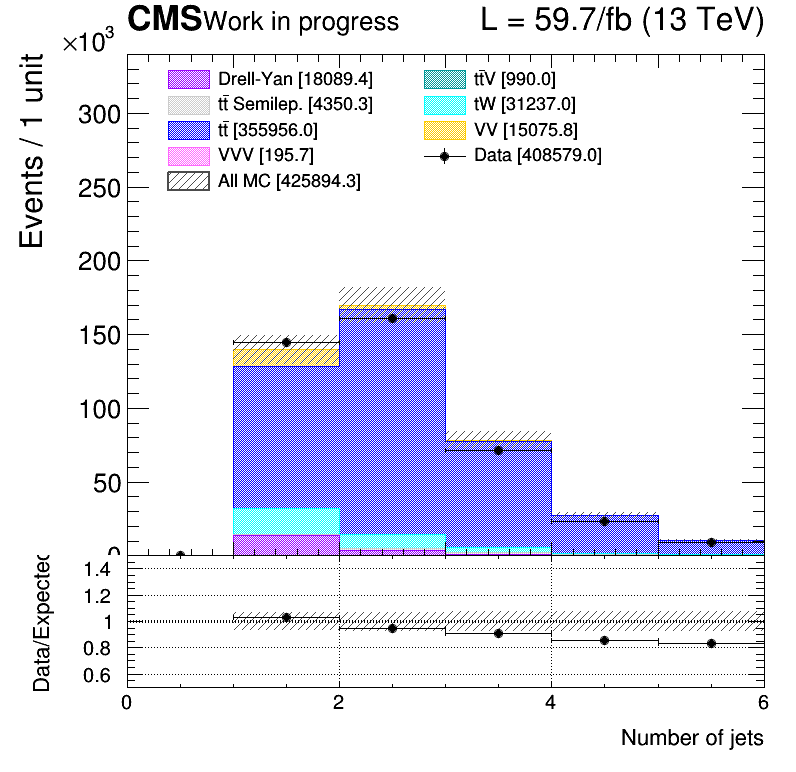 CMS Work in progress L = 59.7/fb (13 TeV)
×10³
Events / 1 unit
Drell-Yan [18089.4]
tt̄ Semilep. [4350.3]
tt̄ [355956.0]
VVV [195.7]
All MC [425894.3]
tt̄V [990.0]
tW [31237.0]
VV [15075.8]
Data [408579.0]
300
250
200
150
100
50
0
Data/Expected
1.4
1.2
1
0.8
0.6
0 2 4 6
Number of jets